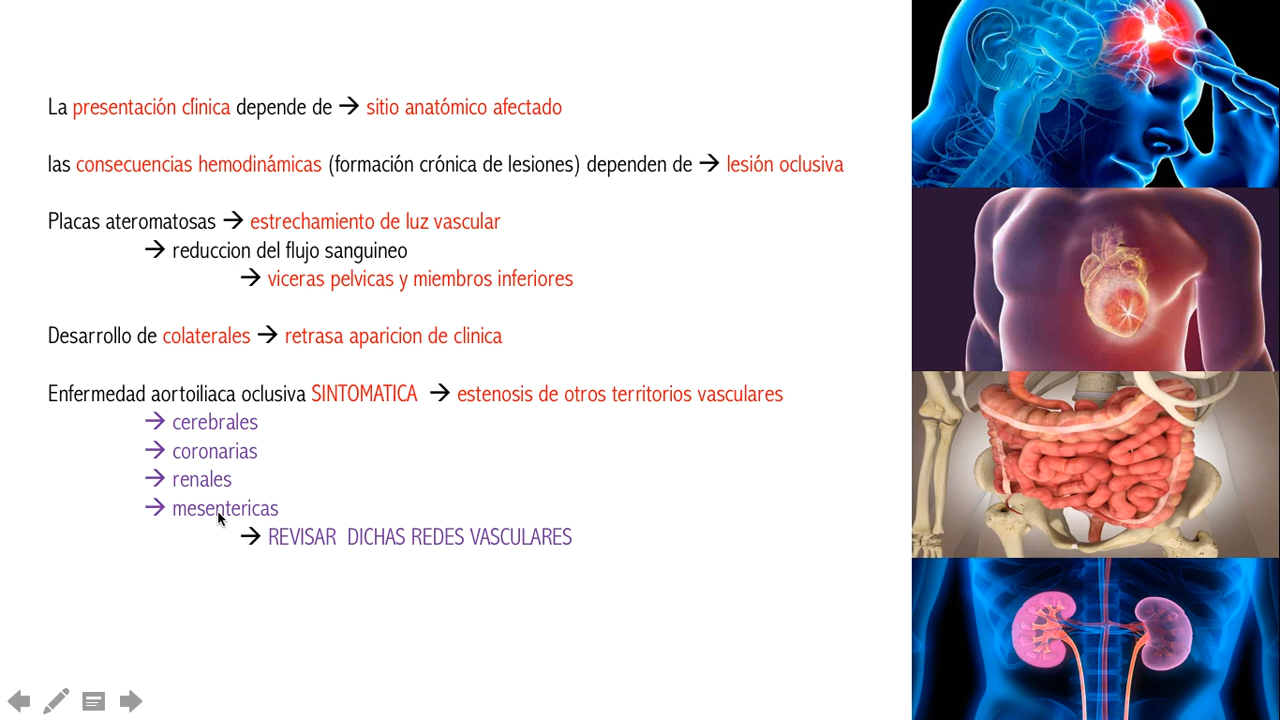 La presentación clinica depende de → sitio anatómico afectado
las consecuencias hemodinámicas (formación crónica de lesiones) dependen de → lesión oclusiva
Placas ateromatosas → estrechamiento de luz vascular
→ reduccion del flujo sanguineo
→ viceras pelvicas y miembros inferiores
Desarrollo de colaterales → retrasa aparicion de clinica
Enfermedad aortoiliaca oclusiva SINTOMATICA → estenosis de otros territorios vasculares
→ cerebrales
→ coronarias
→ renales
→ mesentericas
→ REVISAR DICHAS REDES VASCULARES